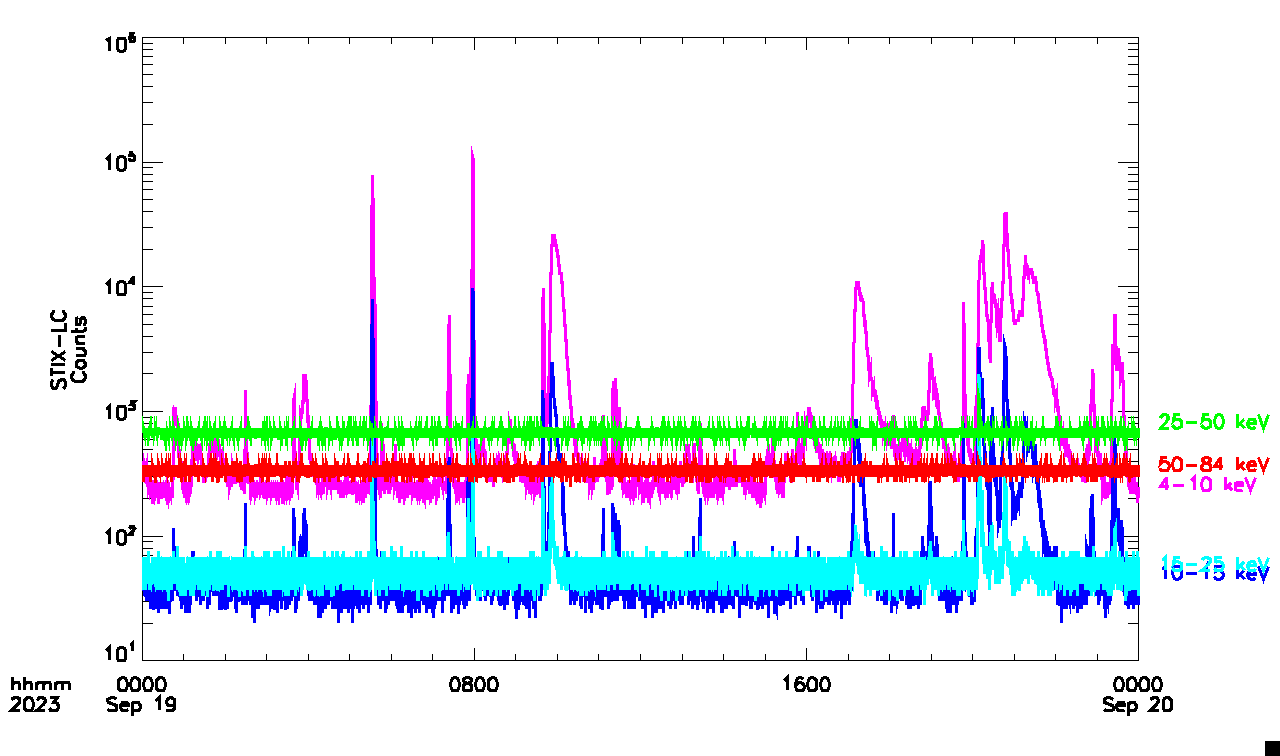 10^6
10^5
10^4
10^3
10^2
10^1
STIX-LC
Counts
25-50 keV
50-84 keV
4-10 keV
15-25 keV
10-15 keV
hhmm 0000 0800 1600 0000
2023 Sep 19 Sep 20